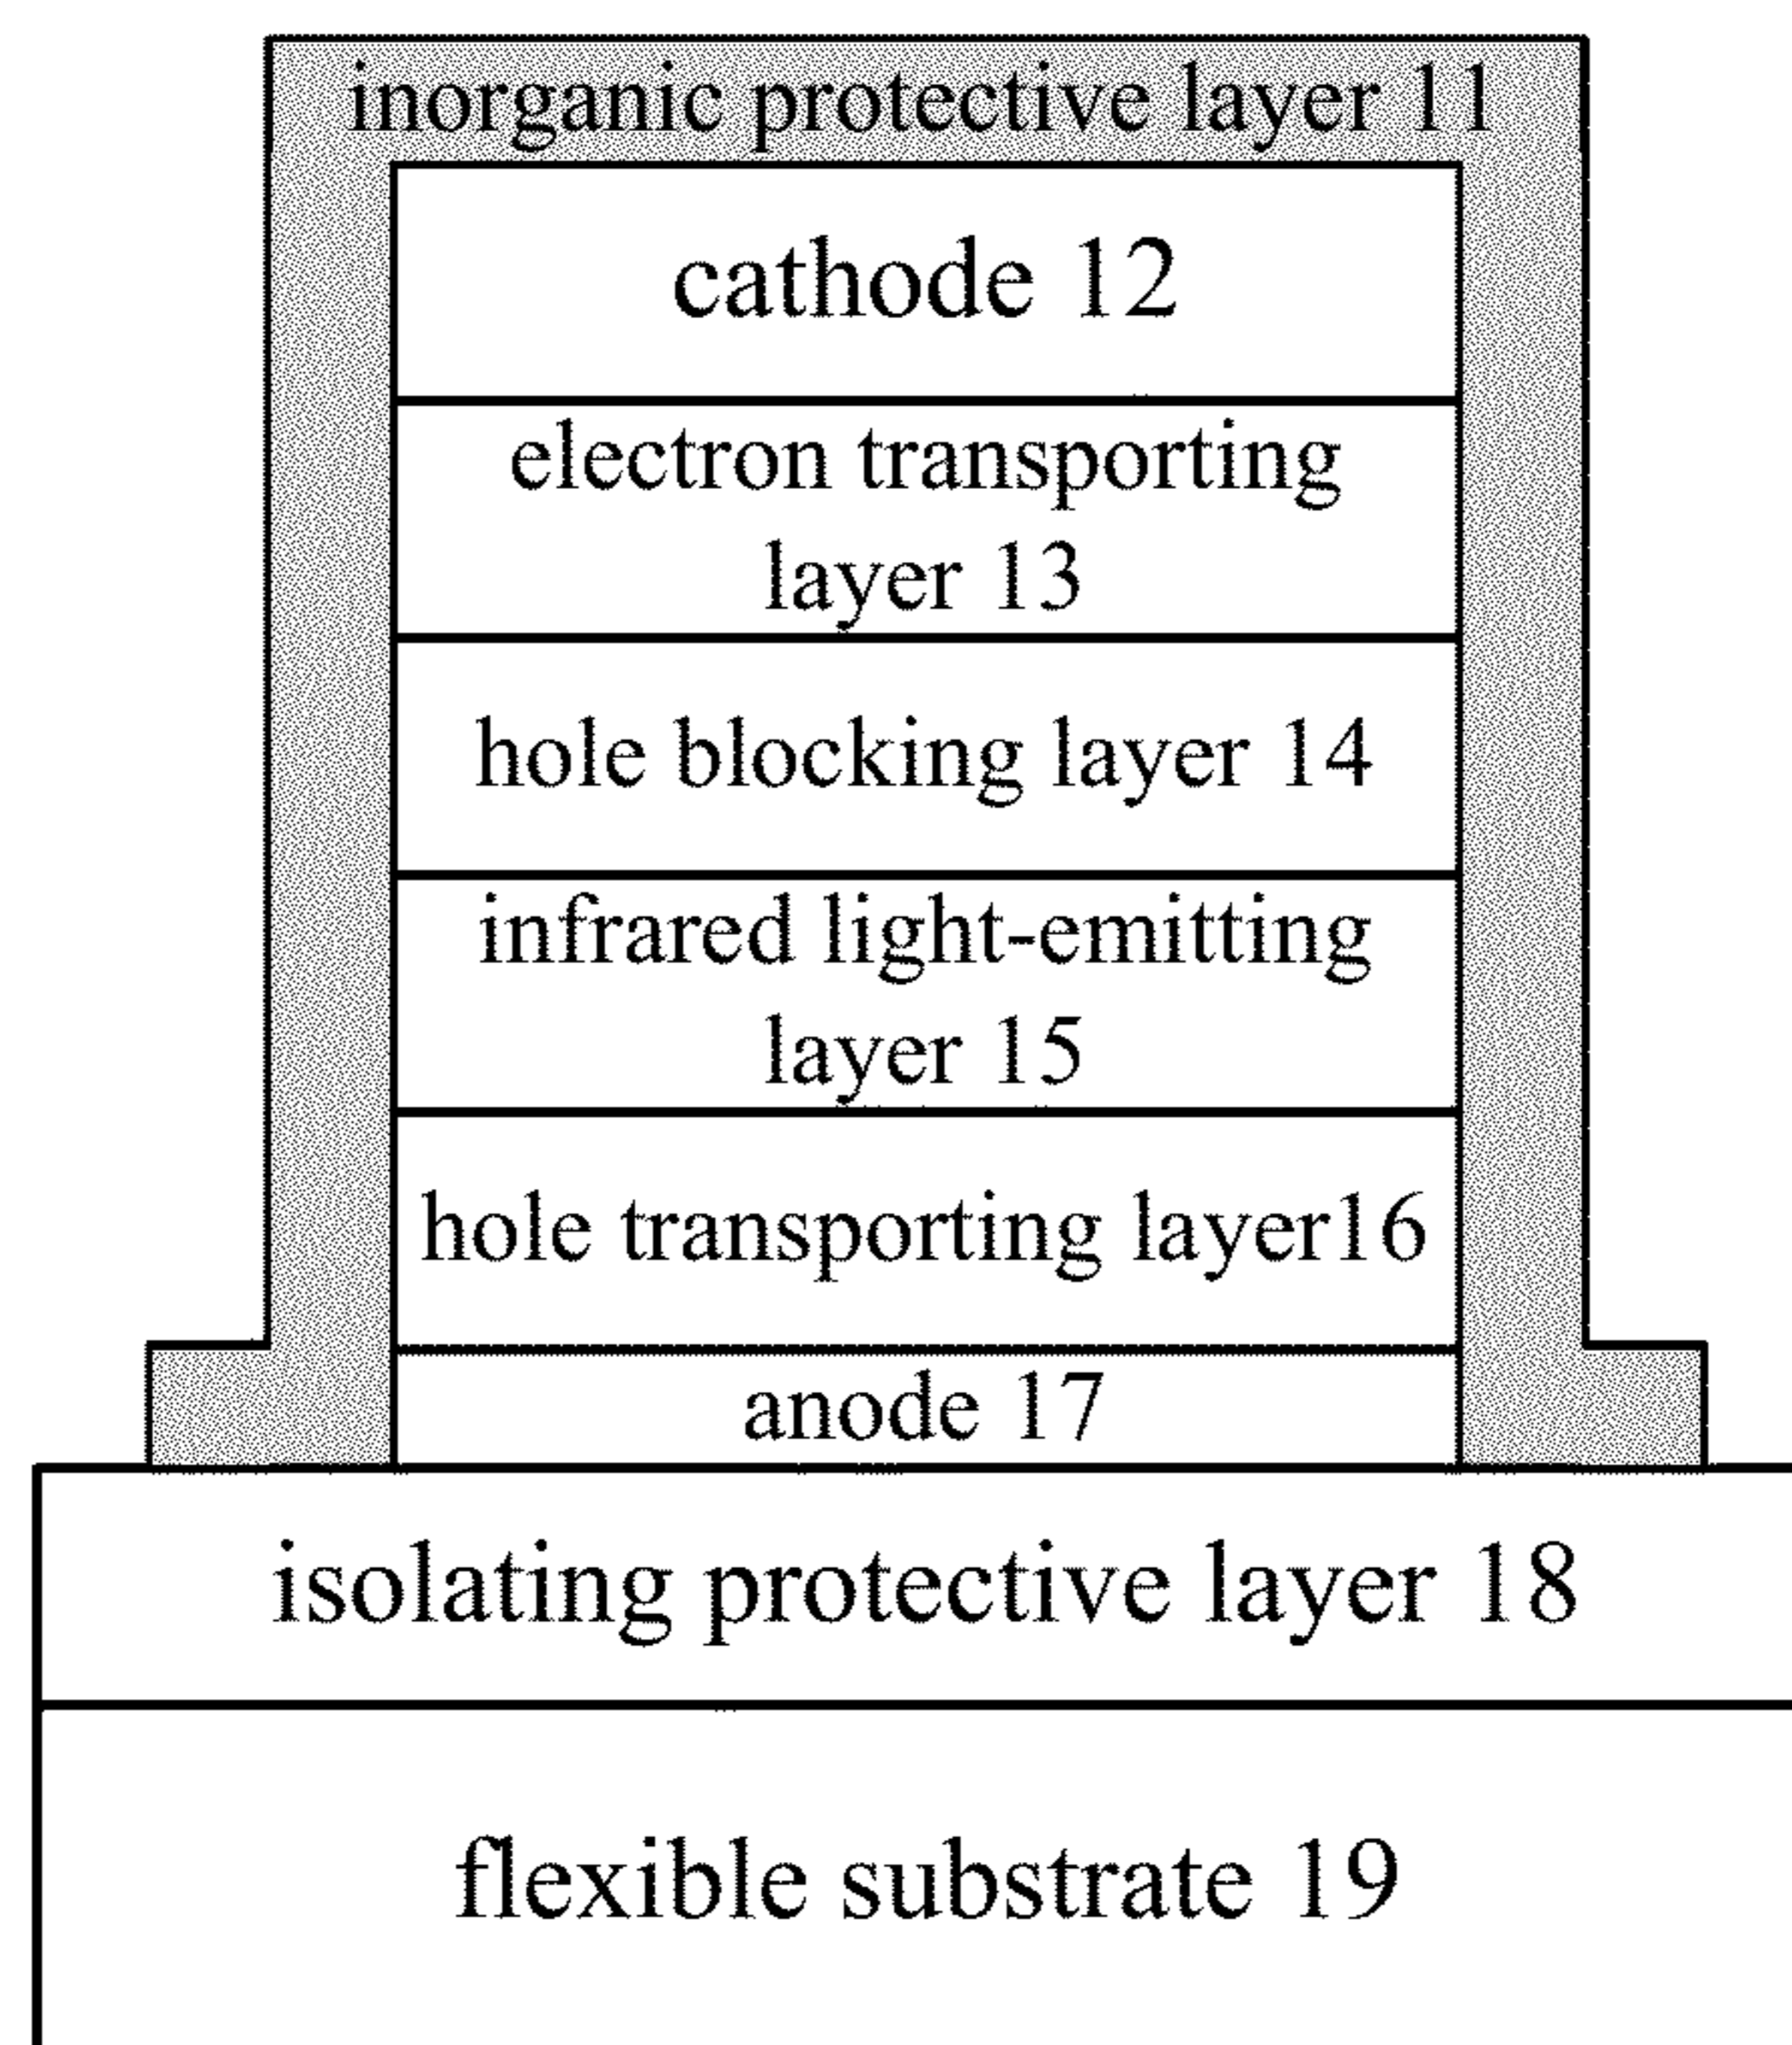 inorganic protective layer 11
cathode 12
electron transporting
layer 13
hole blocking layer 14
infrared light-emitting
layer 15
hole transporting layer16
anode 17
isolating protective layer 18
flexible substrate 19